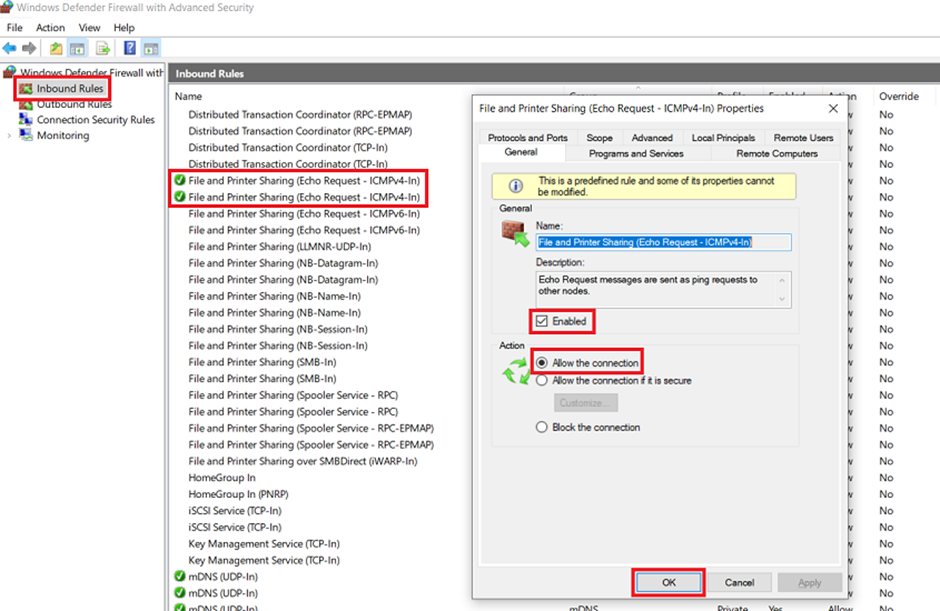 Windows Defender Firewall with Advanced Security
File Action View Help
Windows Defender Firewall with
Inbound Rules
Outbound Rules
Connection Security Rules
Monitoring
Inbound Rules
Name
Override
Distributed Transaction Coordinator (RPC-EPMAP)
No
Distributed Transaction Coordinator (RPC-EPMAP)
No
Distributed Transaction Coordinator (TCP-In)
No
Distributed Transaction Coordinator (TCP-In)
No
File and Printer Sharing (Echo Request - ICMPv4-In)
No
File and Printer Sharing (Echo Request - ICMPv4-In)
No
File and Printer Sharing (Echo Request - ICMPv6-In)
No
File and Printer Sharing (Echo Request - ICMPv6-In)
No
File and Printer Sharing (LLMNR-UDP-In)
No
File and Printer Sharing (NB-Datagram-In)
No
File and Printer Sharing (NB-Datagram-In)
No
File and Printer Sharing (NB-Name-In)
No
File and Printer Sharing (NB-Name-In)
No
File and Printer Sharing (NB-Session-In)
No
File and Printer Sharing (NB-Session-In)
No
File and Printer Sharing (SMB-In)
No
File and Printer Sharing (SMB-In)
No
File and Printer Sharing (Spooler Service - RPC)
No
File and Printer Sharing (Spooler Service - RPC)
No
File and Printer Sharing (Spooler Service - RPC-EPMAP)
No
File and Printer Sharing (Spooler Service - RPC-EPMAP)
No
File and Printer Sharing over SMBDirect (iWARP-In)
No
HomeGroup In
No
HomeGroup In (PNRP)
No
iSCSI Service (TCP-In)
No
iSCSI Service (TCP-In)
No
Key Management Service (TCP-In)
No
Key Management Service (TCP-In)
No
mDNS (UDP-In)
No
mDNS (UDP-In)
No
mDNS (UDP-In) mDNS Private Yes Allow No
File and Printer Sharing (Echo Request - ICMPv4-In) Properties
Protocols and Ports Scope Advanced Local Principals Remote Users
General Programs and Services Remote Computers
This is a predefined rule and some of its properties cannot
be modified.
General
Name:
File and Printer Sharing (Echo Request - ICMPv4-In)
Description:
Echo Request messages are sent as ping requests to
other nodes.
Enabled
Action
Allow the connection
Allow the connection if it is secure
Customize...
Block the connection
OK Cancel Apply